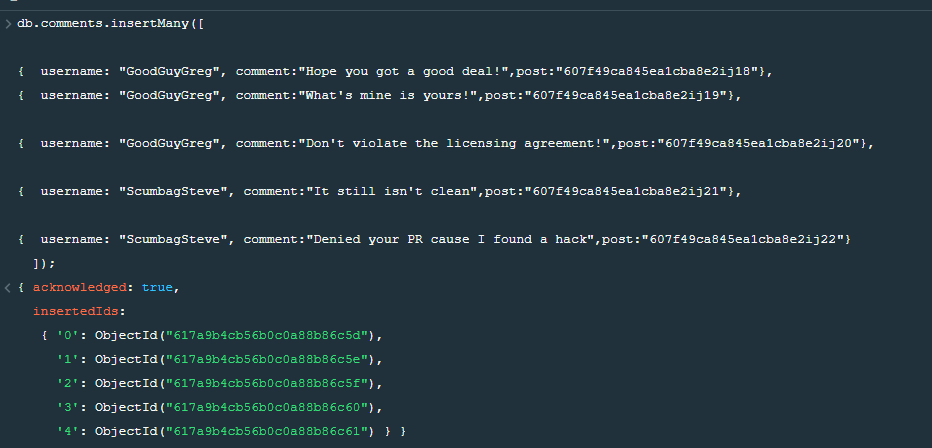 > db.comments.insertMany([
{  username: "GoodGuyGreg", comment:"Hope you got a good deal!",post:"607f49ca845ea1cba8e2ij18"},
{  username: "GoodGuyGreg", comment:"What's mine is yours!",post:"607f49ca845ea1cba8e2ij19"},
{  username: "GoodGuyGreg", comment:"Don't violate the licensing agreement!",post:"607f49ca845ea1cba8e2ij20"},
{  username: "ScumbagSteve", comment:"It still isn't clean",post:"607f49ca845ea1cba8e2ij21"},
{  username: "ScumbagSteve", comment:"Denied your PR cause I found a hack",post:"607f49ca845ea1cba8e2ij22"}
]);
< { acknowledged: true,
insertedIds:
{ '0': ObjectId("617a9b4cb56b0c0a88b86c5d"),
'1': ObjectId("617a9b4cb56b0c0a88b86c5e"),
'2': ObjectId("617a9b4cb56b0c0a88b86c5f"),
'3': ObjectId("617a9b4cb56b0c0a88b86c60"),
'4': ObjectId("617a9b4cb56b0c0a88b86c61") } }